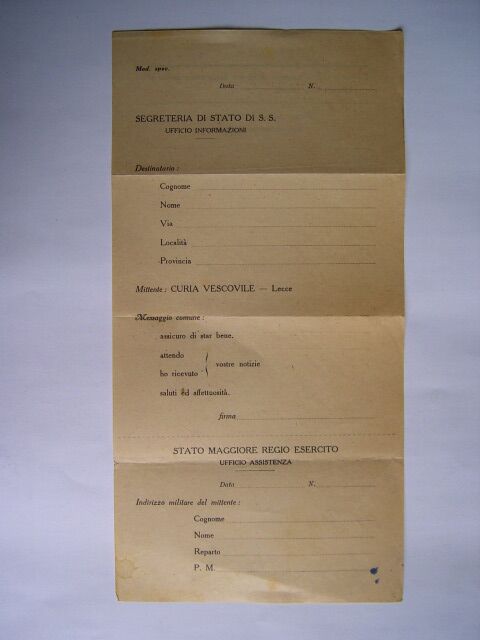 Mod. spec.
Data N.
SEGRETERIA DI STATO DI S. S.
UFFICIO INFORMAZIONI
Destinatario :
Cognome
Nome
Via
Località
Provincia
Mittente : CURIA VESCOVILE — Lecce
Messaggio comune :
assicuro di star bene.
attendo
vostre notizie
ho ricevuto
saluti ed affettuosità.
firma
STATO MAGGIORE REGIO ESERCITO
UFFICIO ASSISTENZA
Data N.
Indirizzo militare del mittente :
Cognome
Nome
Reparto
P. M.